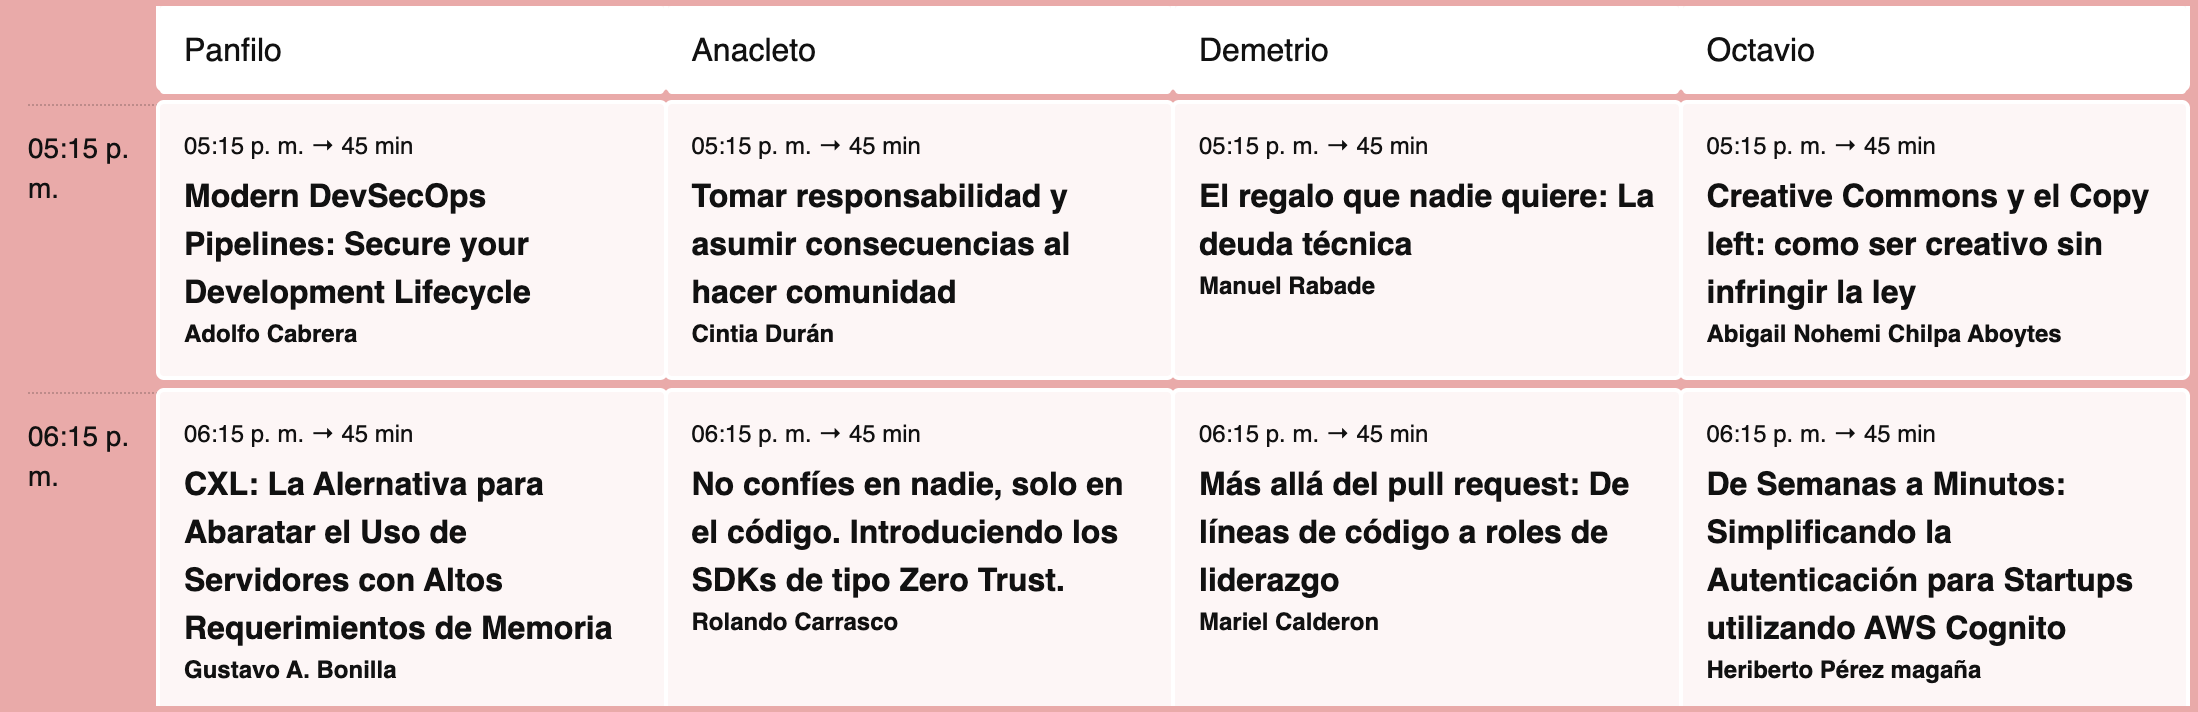 Panfilo
Anacleto
Demetrio
Octavio
05:15 p.
m.
05:15 p. m. → 45 min
Modern DevSecOps
Pipelines: Secure your
Development Lifecycle
Adolfo Cabrera
05:15 p. m. → 45 min
Tomar responsabilidad y
asumir consecuencias al
hacer comunidad
Cintia Durán
05:15 p. m. → 45 min
El regalo que nadie quiere: La
deuda técnica
Manuel Rabade
05:15 p. m. → 45 min
Creative Commons y el Copy
left: como ser creativo sin
infringir la ley
Abigail Nohemi Chilpa Aboytes
06:15 p.
m.
06:15 p. m. → 45 min
CXL: La Alernativa para
Abaratar el Uso de
Servidores con Altos
Requerimientos de Memoria
Gustavo A. Bonilla
06:15 p. m. → 45 min
No confíes en nadie, solo en
el código. Introduciendo los
SDKs de tipo Zero Trust.
Rolando Carrasco
06:15 p. m. → 45 min
Más allá del pull request: De
líneas de código a roles de
liderazgo
Mariel Calderon
06:15 p. m. → 45 min
De Semanas a Minutos:
Simplificando la
Autenticación para Startups
utilizando AWS Cognito
Heriberto Pérez magaña